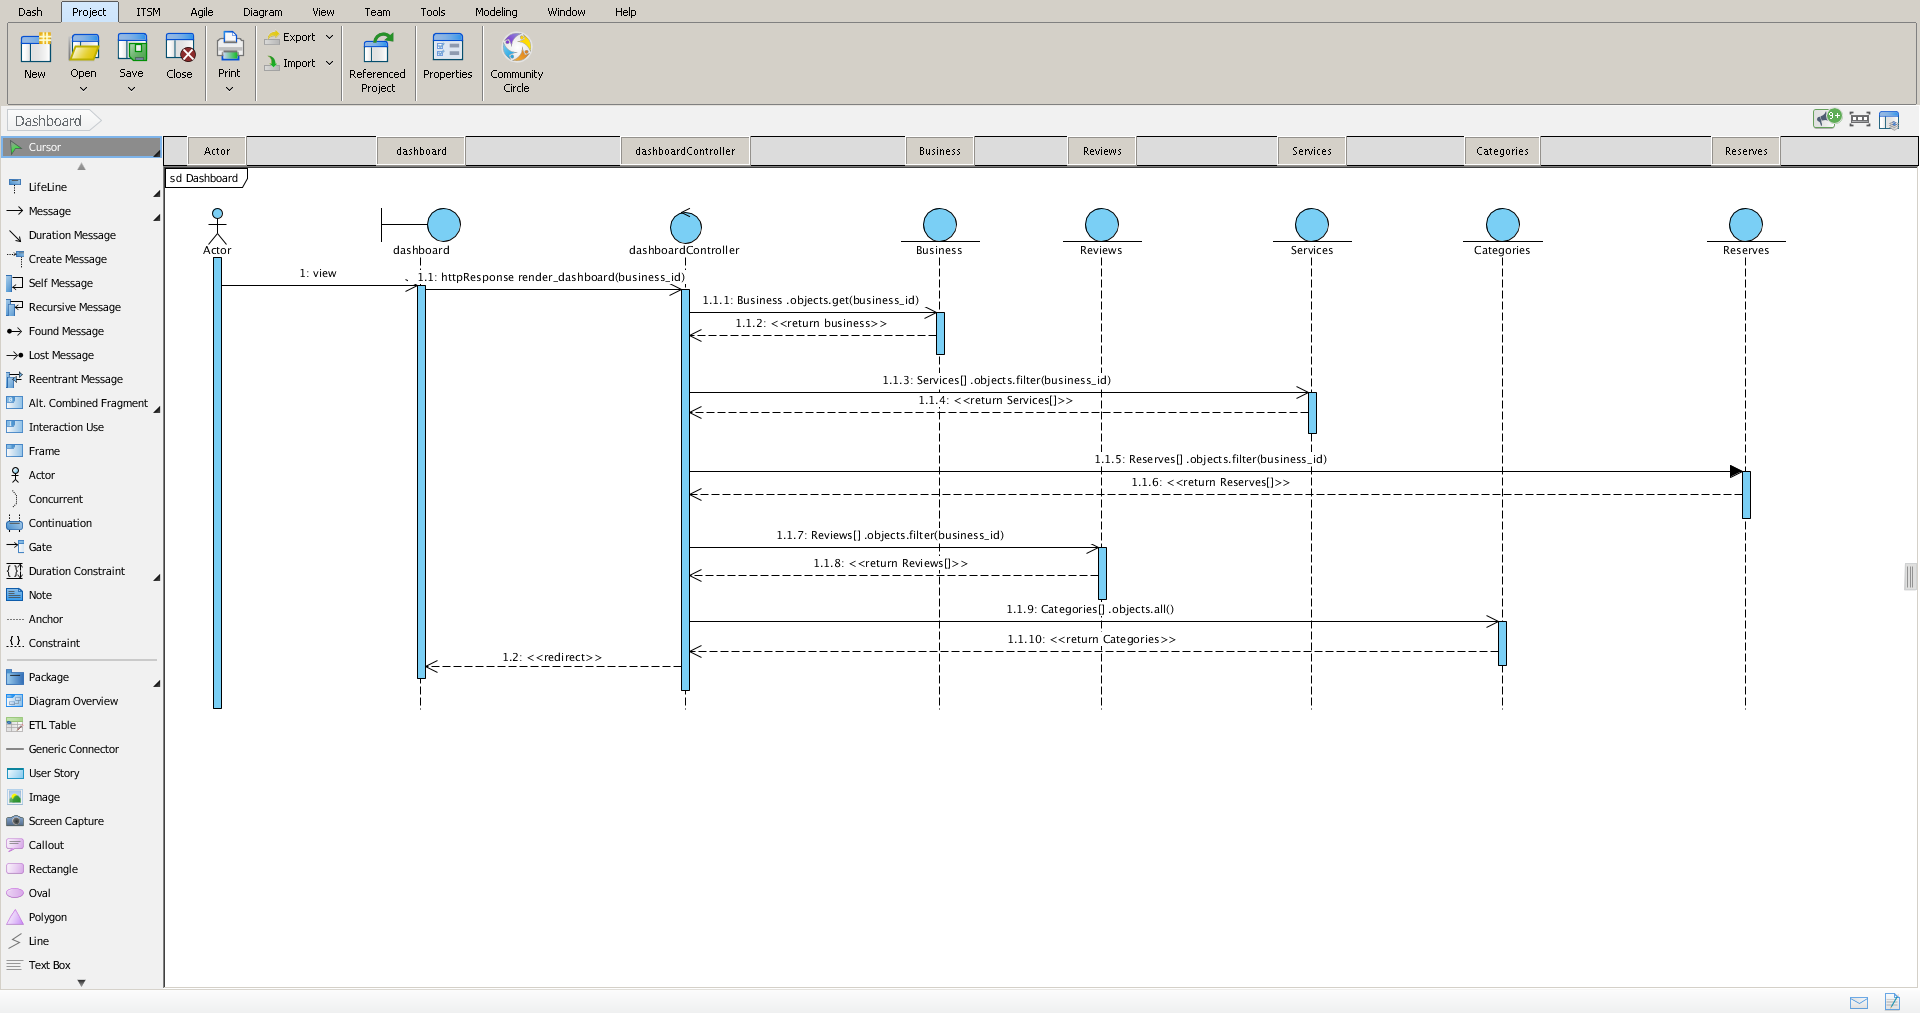 Dash Project ITSM Agile Diagram View Team Tools Modeling Window Help
New Open Save Close Print Export Import Referenced Project Properties Community Circle
Dashboard
9+
Cursor
LifeLine
Message
Duration Message
Create Message
Self Message
Recursive Message
Found Message
Lost Message
Reentrant Message
Alt. Combined Fragment
Interaction Use
Frame
Actor
Concurrent
Continuation
Gate
Duration Constraint
Note
Anchor
Constraint
Package
Diagram Overview
ETL Table
Generic Connector
User Story
Image
Screen Capture
Callout
Rectangle
Oval
Polygon
Line
Text Box
Actor dashboard dashboardController Business Reviews Services Categories Reserves
sd Dashboard
Actor dashboard dashboardController Business Reviews Services Categories Reserves
1: view
1.1: httpResponse render_dashboard(business_id)
1.1.1: Business .objects.get(business_id)
1.1.2: <<return business>>
1.1.3: Services[] .objects.filter(business_id)
1.1.4: <<return Services[]>>
1.1.5: Reserves[] .objects.filter(business_id)
1.1.6: <<return Reserves[]>>
1.1.7: Reviews[] .objects.filter(business_id)
1.1.8: <<return Reviews[]>>
1.1.9: Categories[] .objects.all()
1.1.10: <<return Categories>>
1.2: <<redirect>>